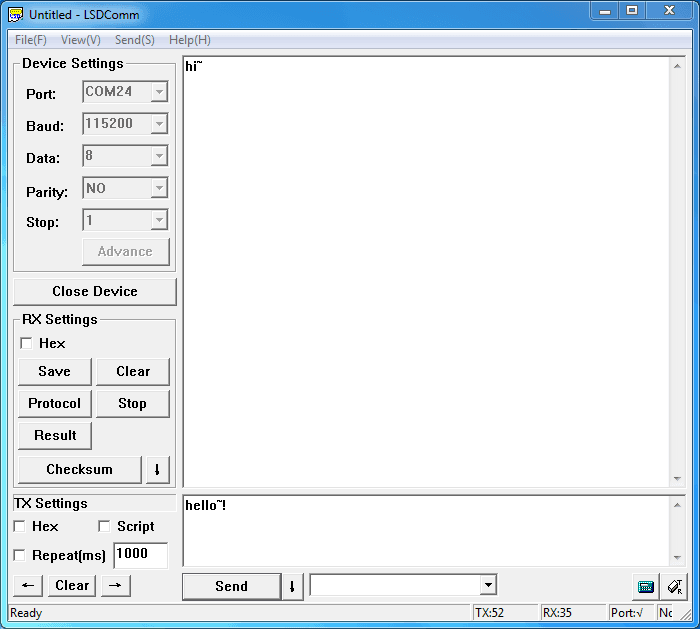 Untitled - LSDComm
File(F) View(V) Send(S) Help(H)
Device Settings
Port: COM24
Baud: 115200
Data: 8
Parity: NO
Stop: 1
Advance
Close Device
RX Settings
Hex
Save Clear
Protocol Stop
Result
Checksum ↓
hi~
TX Settings
Hex Script
Repeat(ms) 1000
← Clear →
hello~!
Send ↓
Ready TX:52 RX:35 Port:√ Nc